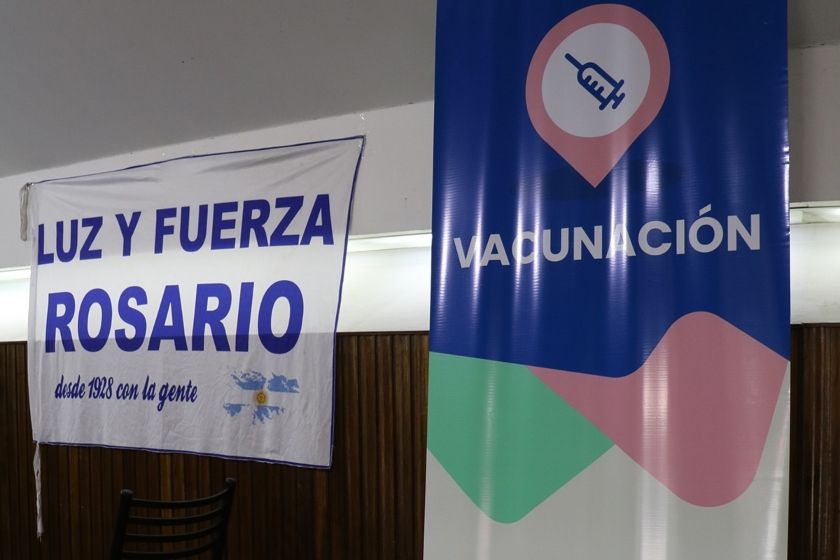 LUZ Y FUERZA
ROSARIO
desde 1928 con la gente
VACUNACIÓN